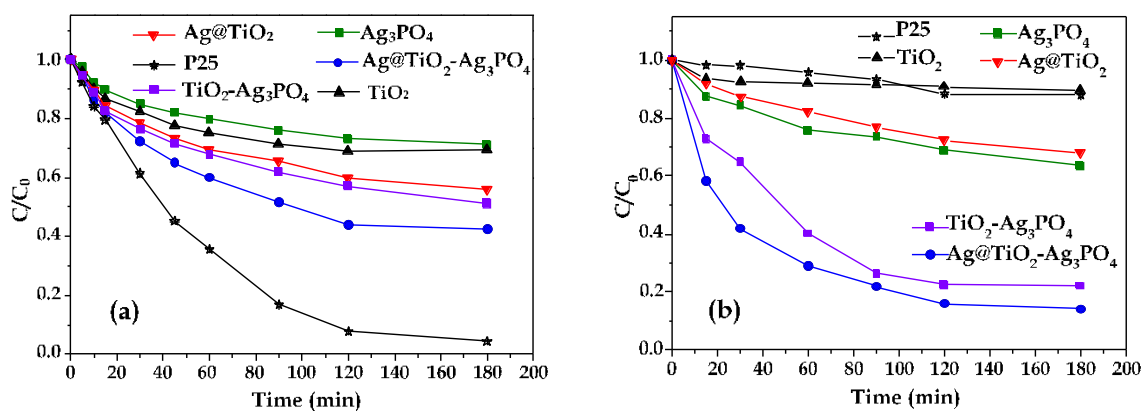 Ag@TiO₂
Ag₃PO₄
P25
Ag@TiO₂-Ag₃PO₄
TiO₂-Ag₃PO₄
TiO₂
1.0
0.8
0.6
0.4
0.2
0.0
C/C₀
(a)
0 20 40 60 80 100 120 140 160 180 200
Time (min)
P25
Ag₃PO₄
TiO₂
Ag@TiO₂
1.0
0.8
0.6
0.4
0.2
0.0
C/C₀
TiO₂-Ag₃PO₄
Ag@TiO₂-Ag₃PO₄
(b)
0 20 40 60 80 100 120 140 160 180 200
Time (min)